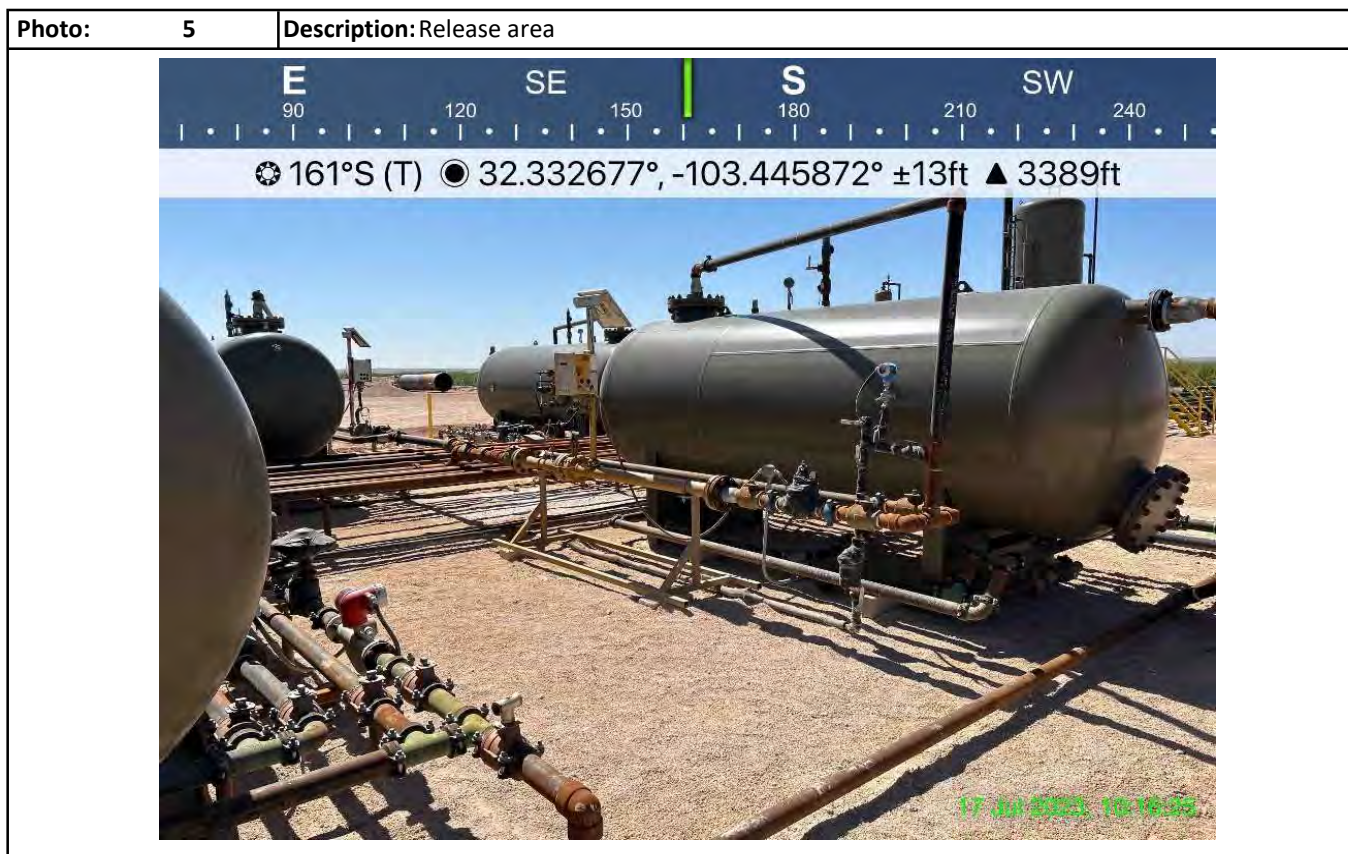 Photo: 5 Description: Release area
E SE S SW
90 120 150 180 210 240
161°S (T) 32.332677°, -103.445872° ±13ft ▲ 3389ft
17 Jul 2023, 10:16:25